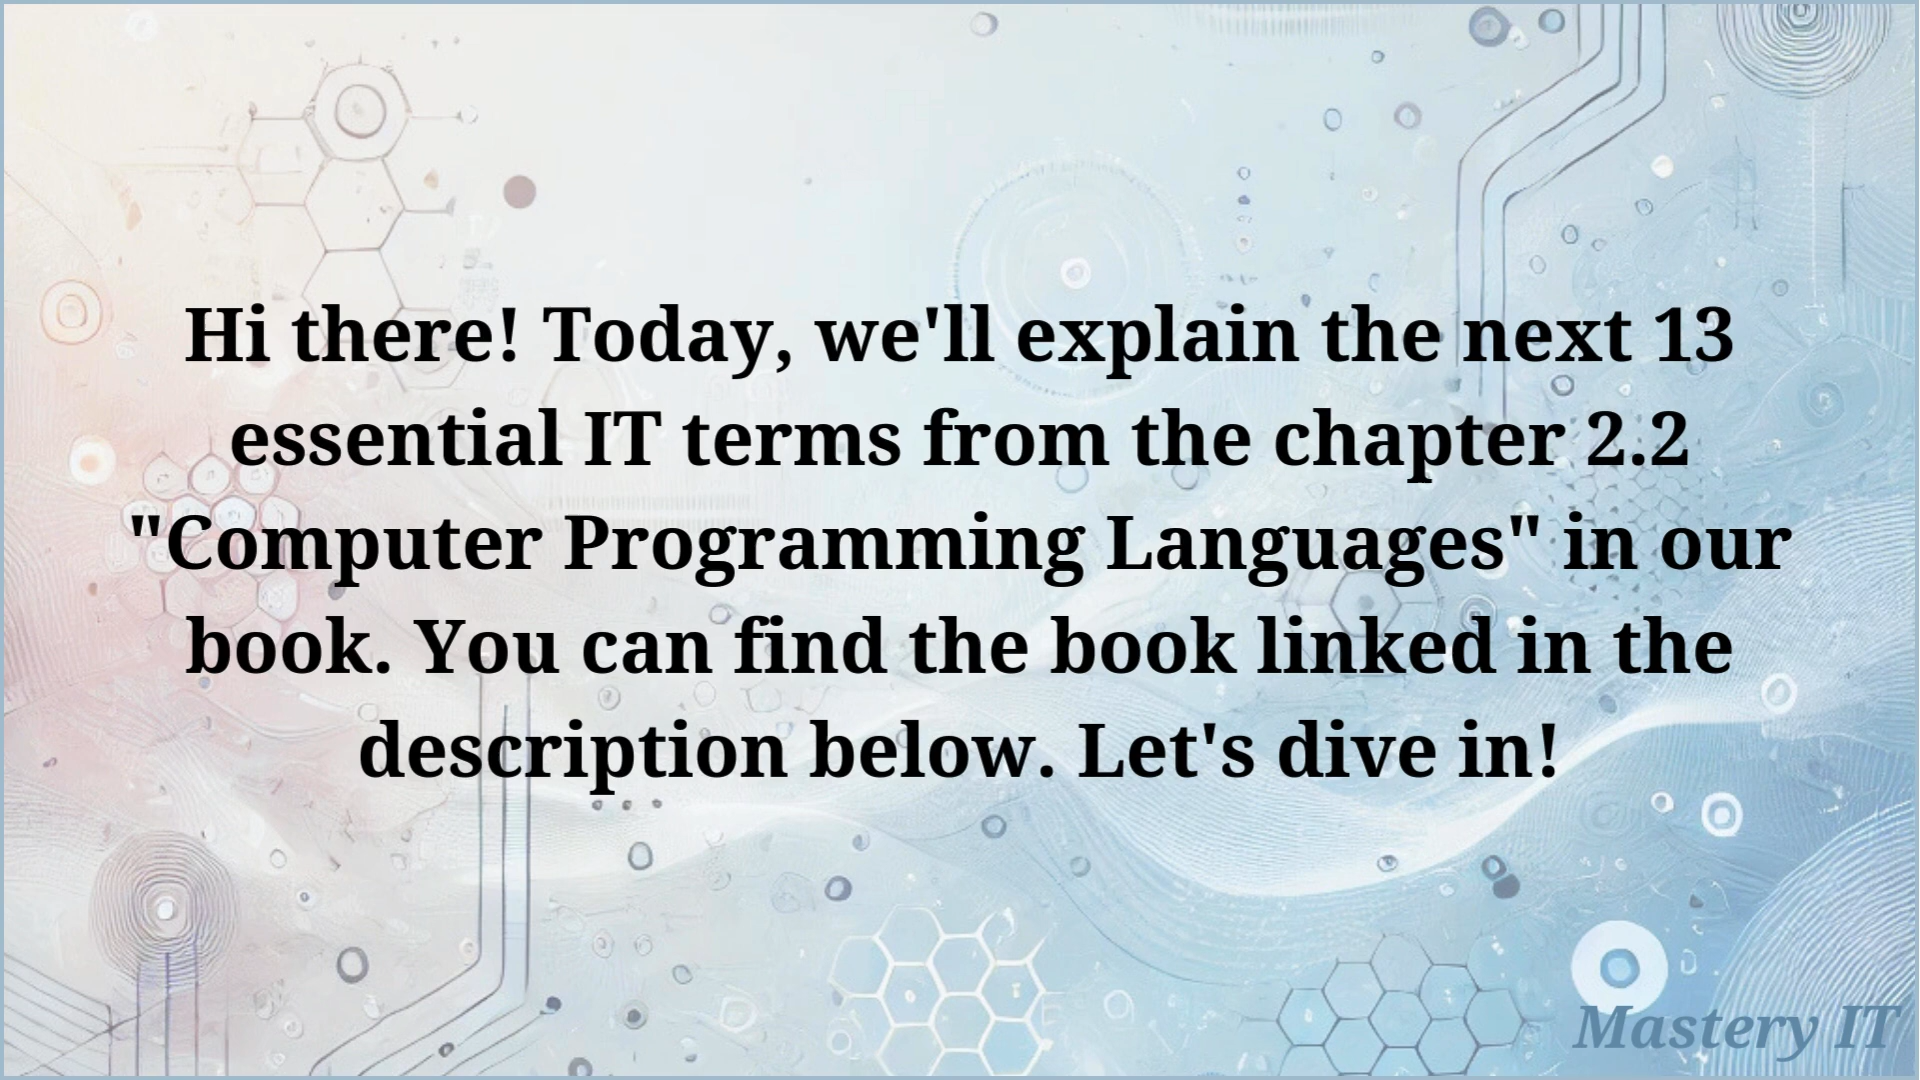 Hi there! Today, we'll explain the next 13
essential IT terms from the chapter 2.2
"Computer Programming Languages" in our
book. You can find the book linked in the
description below. Let's dive in!
Mastery IT